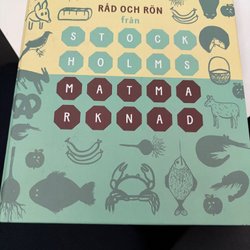 RÅD OCH RÖN
från
STOCK
HOLMS
MATMA
RKNAD